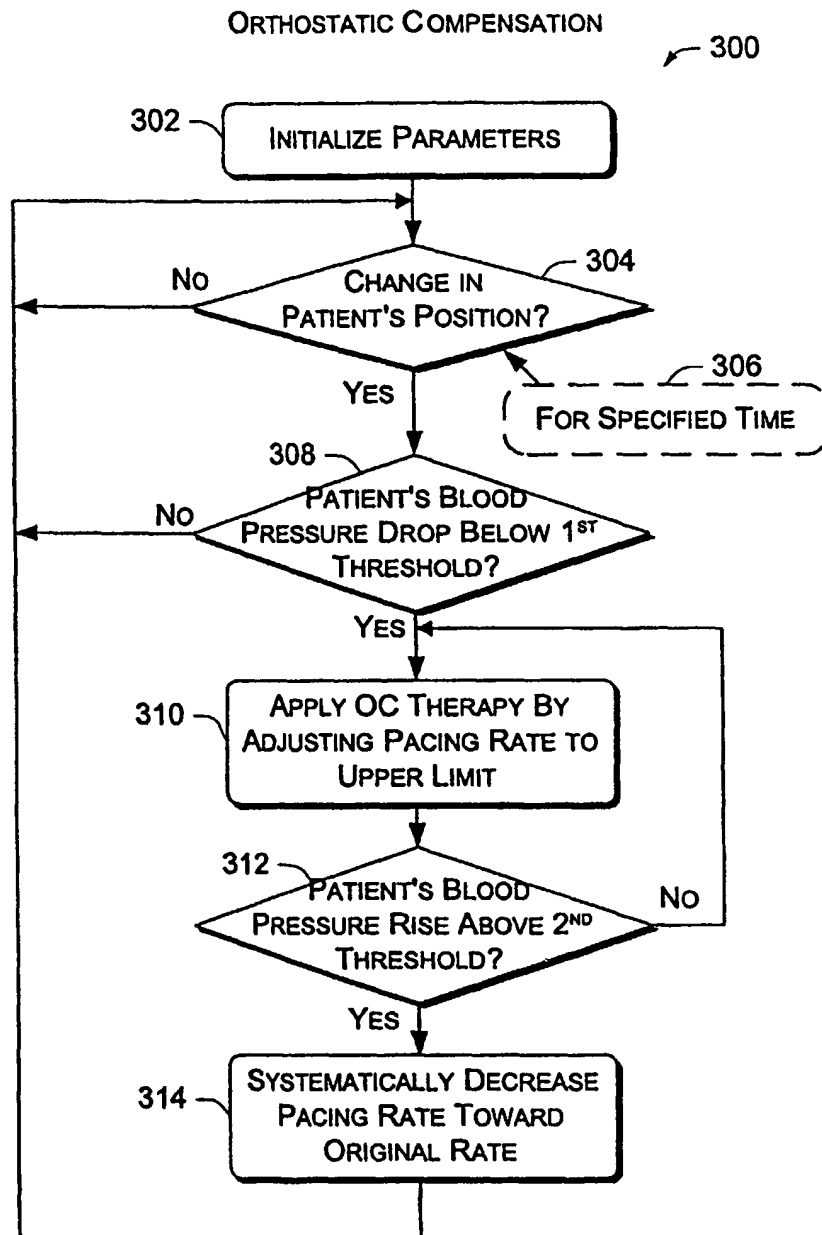 ORTHOSTATIC COMPENSATION
300
302
INITIALIZE PARAMETERS
304
NO
CHANGE IN
PATIENT'S POSITION?
306
YES
FOR SPECIFIED TIME
308
NO
PATIENT'S BLOOD
PRESSURE DROP BELOW 1ST
THRESHOLD?
YES
310
APPLY OC THERAPY BY
ADJUSTING PACING RATE TO
UPPER LIMIT
312
PATIENT'S BLOOD
NO
PRESSURE RISE ABOVE 2ND
THRESHOLD?
YES
314
SYSTEMATICALLY DECREASE
PACING RATE TOWARD
ORIGINAL RATE